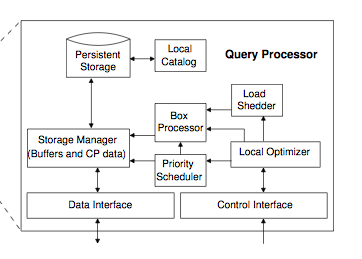 Persistent
Storage
Local
Catalog
Query Processor
Load
Shedder
Box
Processor
Storage Manager
(Buffers and CP data)
Local Optimizer
Priority
Scheduler
Data Interface
Control Interface